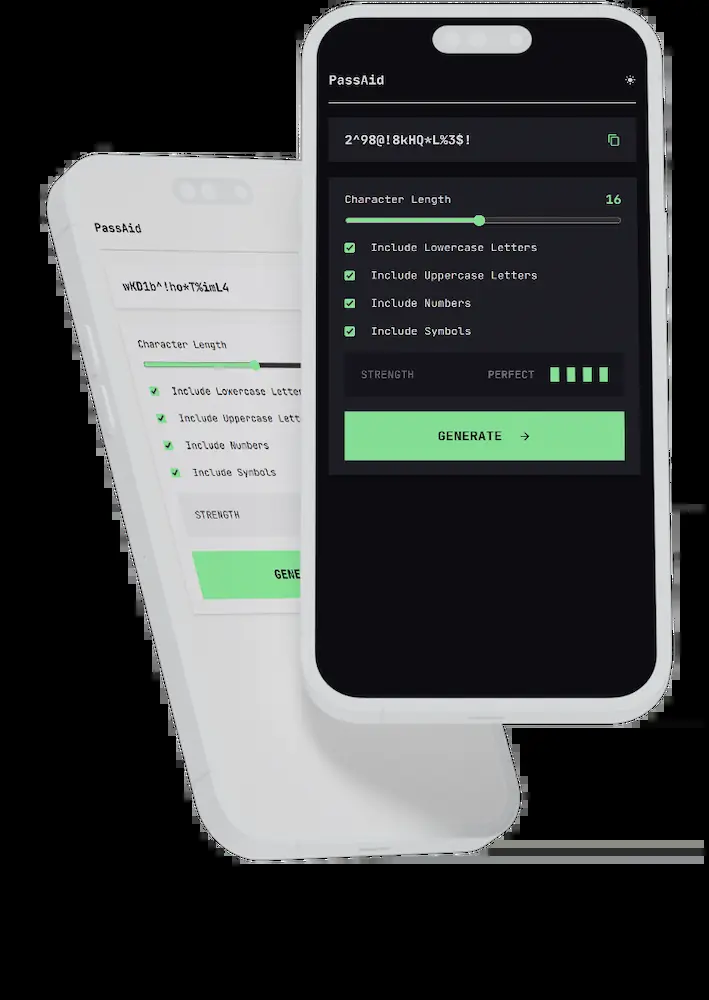 PassAid
2^98@!8kHQ*L%3$!
Character Length 16
Include Lowercase Letters
Include Uppercase Letters
Include Numbers
Include Symbols
STRENGTH PERFECT
GENERATE →
PassAid
wKD1b^!ho*T%imL4
Character Length
Include Lowercase Letter
Include Uppercase Lett
Include Numbers
Include Symbols
STRENGTH
GENE